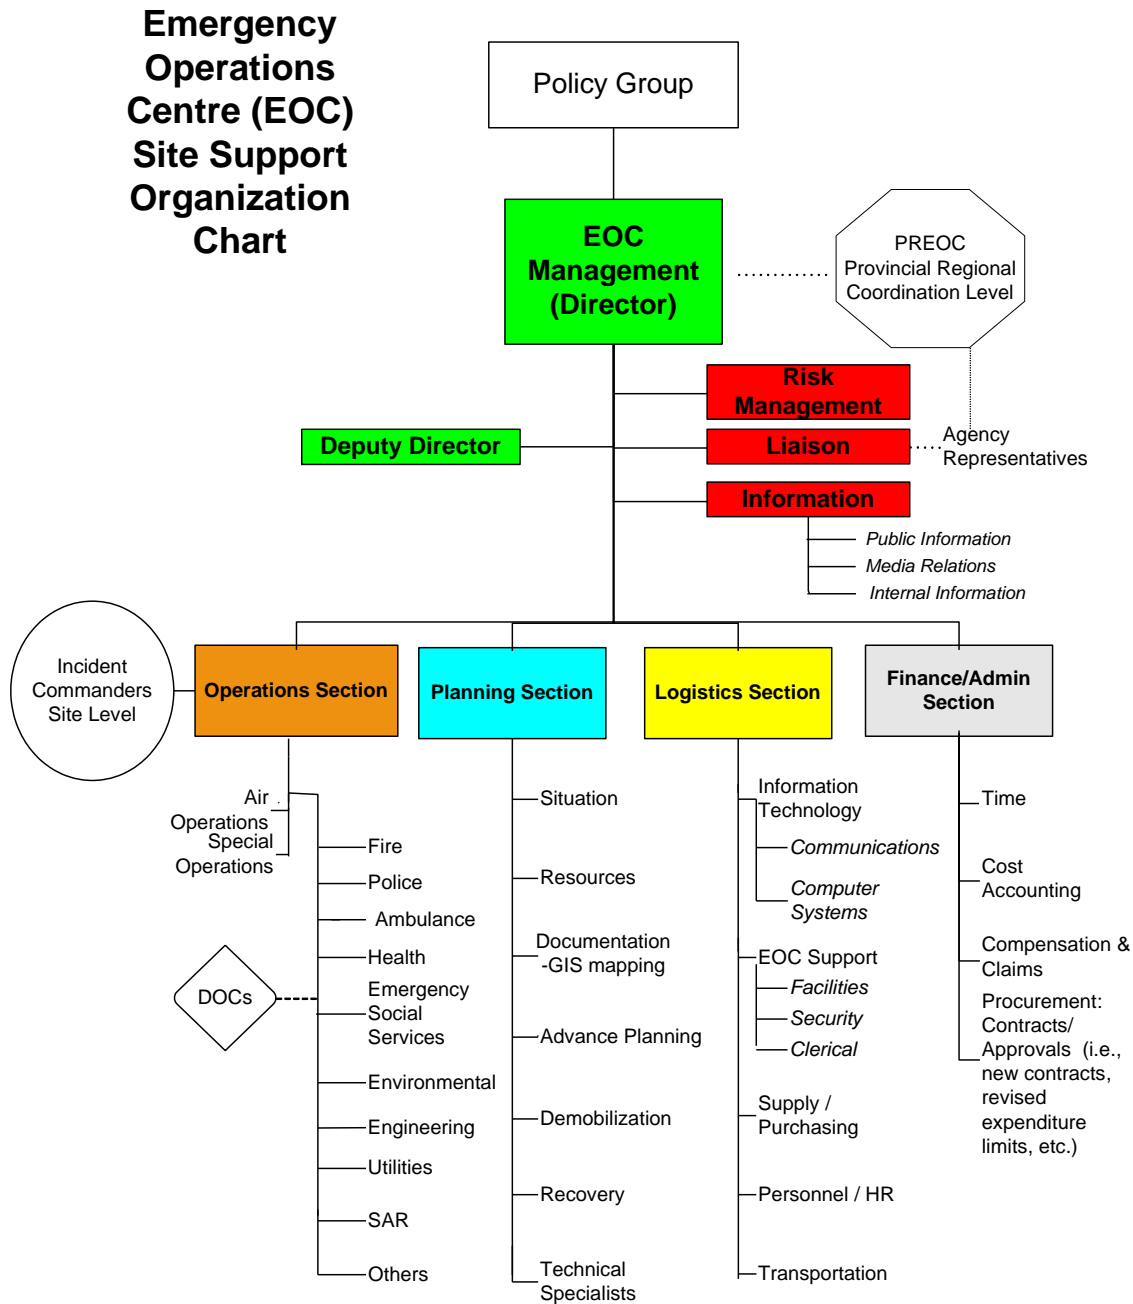 Emergency
Operations
Centre (EOC)
Site Support
Organization
Chart
Policy Group
EOC
Management
(Director)
PREOC
Provincial Regional
Coordination Level
Risk
Management
Deputy Director
Liaison
Agency
Representatives
Information
Public Information
Media Relations
Internal Information
Incident
Commanders
Site Level
Operations Section
Planning Section
Logistics Section
Finance/Admin
Section
Air
Operations
Special
Operations
Fire
Police
Ambulance
Health
DOCs
Emergency
Social
Services
Environmental
Engineering
Utilities
SAR
Others
Situation
Resources
Documentation
-GIS mapping
Advance Planning
Demobilization
Recovery
Technical
Specialists
Information
Technology
Communications
Computer
Systems
EOC Support
Facilities
Security
Clerical
Supply /
Purchasing
Personnel / HR
Transportation
Time
Cost
Accounting
Compensation &
Claims
Procurement:
Contracts/
Approvals (i.e.,
new contracts,
revised
expenditure
limits, etc.)